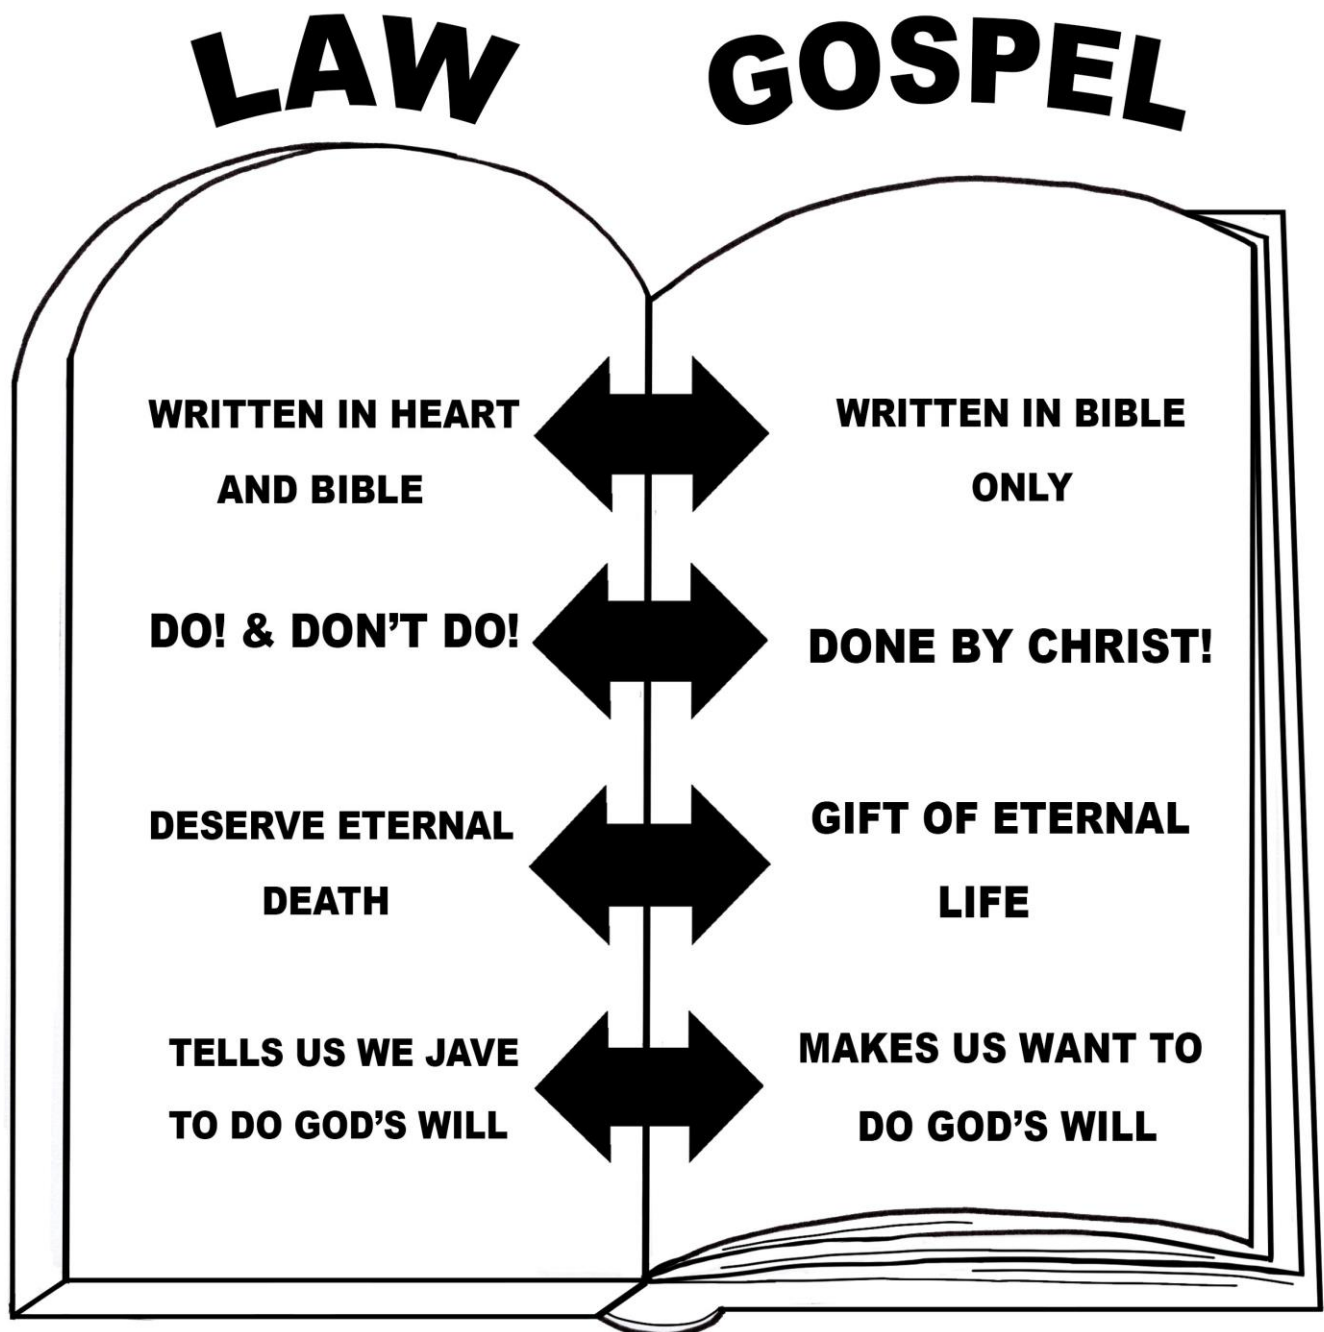 LAW
GOSPEL
WRITTEN IN HEART
AND BIBLE
WRITTEN IN BIBLE
ONLY
DO! & DON'T DO!
DONE BY CHRIST!
DESERVE ETERNAL
DEATH
GIFT OF ETERNAL
LIFE
TELLS US WE JAVE
TO DO GOD'S WILL
MAKES US WANT TO
DO GOD'S WILL